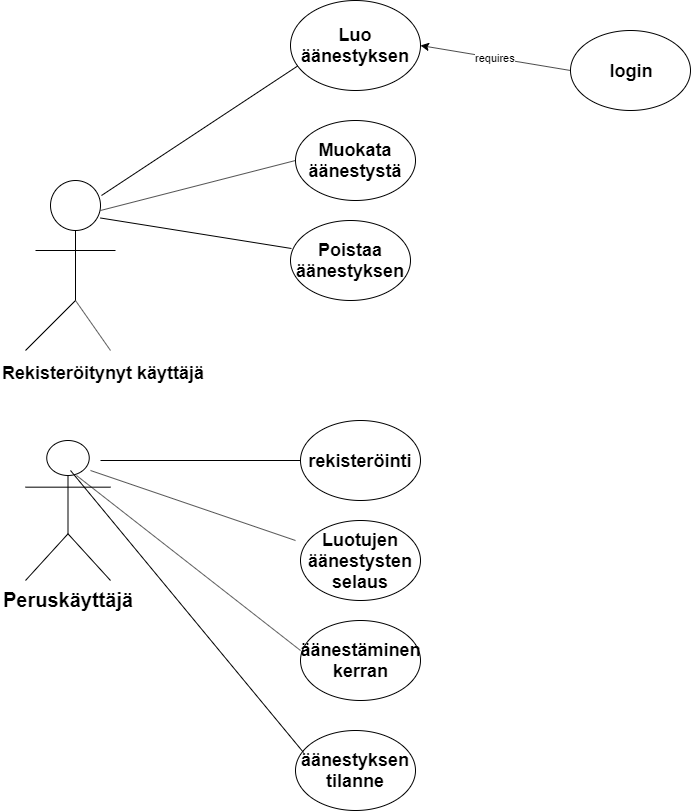 Luo
äänestyksen
requires
login
Muokata
äänestystä
Poistaa
äänestyksen
Rekisteröitynyt käyttäjä
rekisteröinti
Luotujen
äänestysten
selaus
Peruskäyttäjä
äänestäminen
kerran
äänestyksen
tilanne